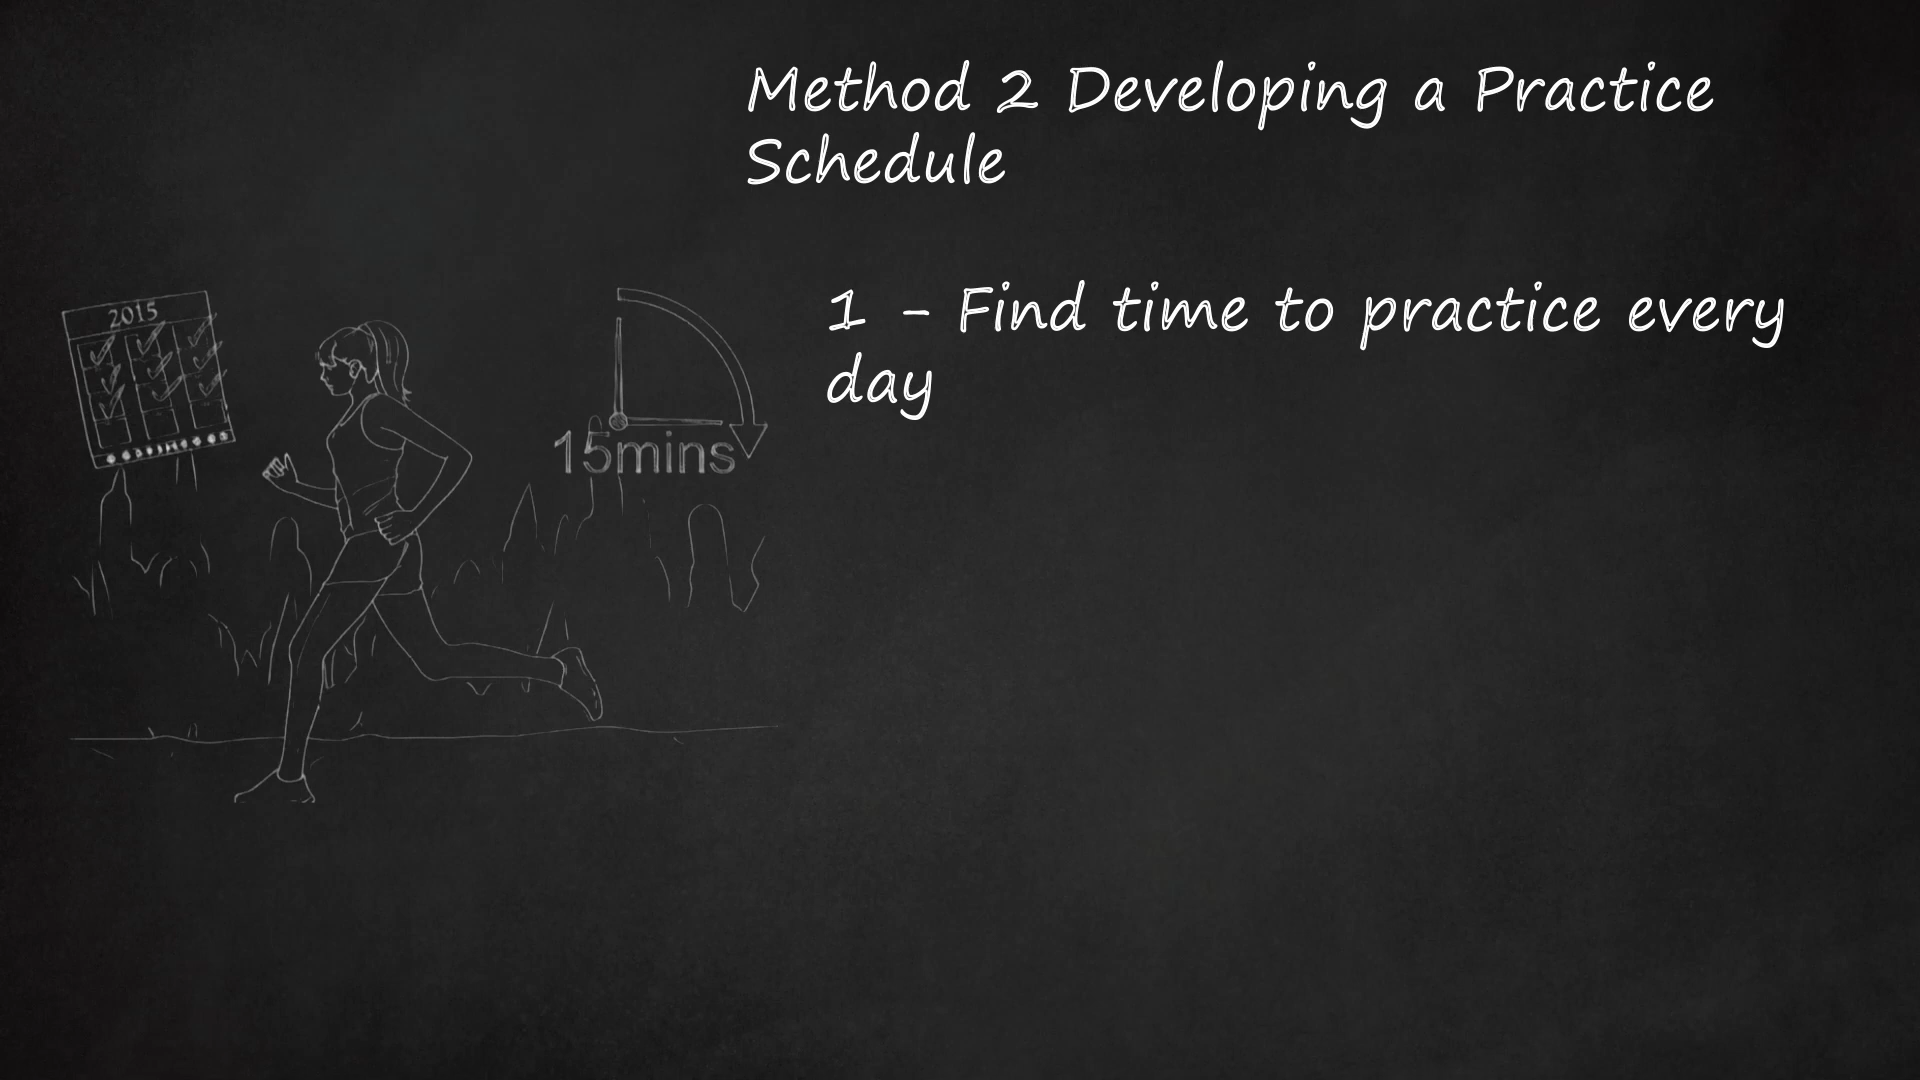 Method 2 Developing a Practice
Schedule
1 - Find time to practice every
day
2015
15mins